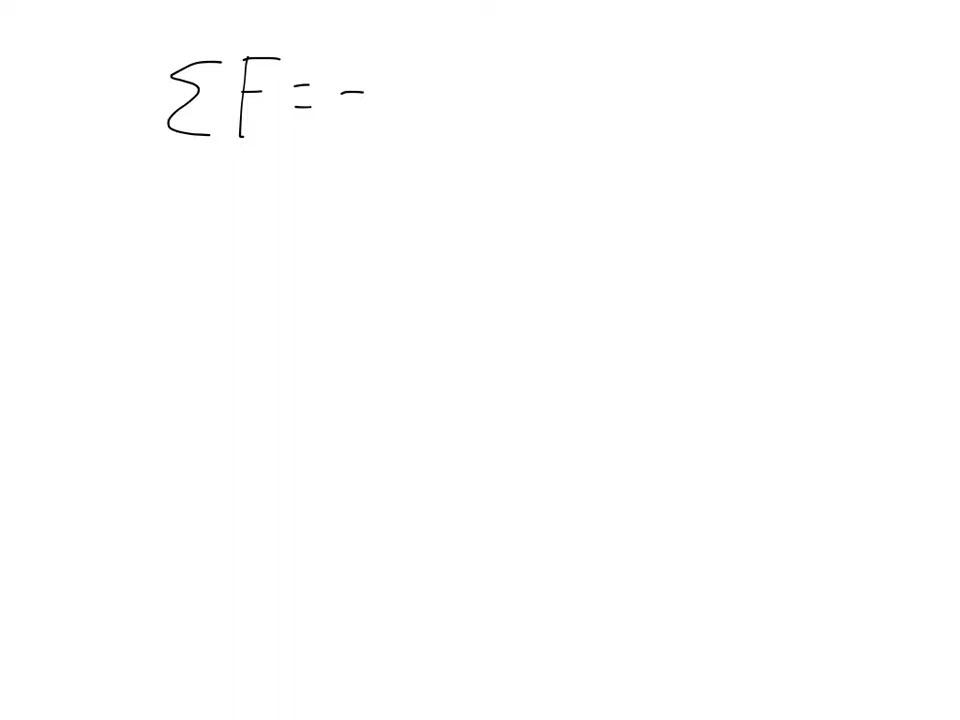 ΣF = -